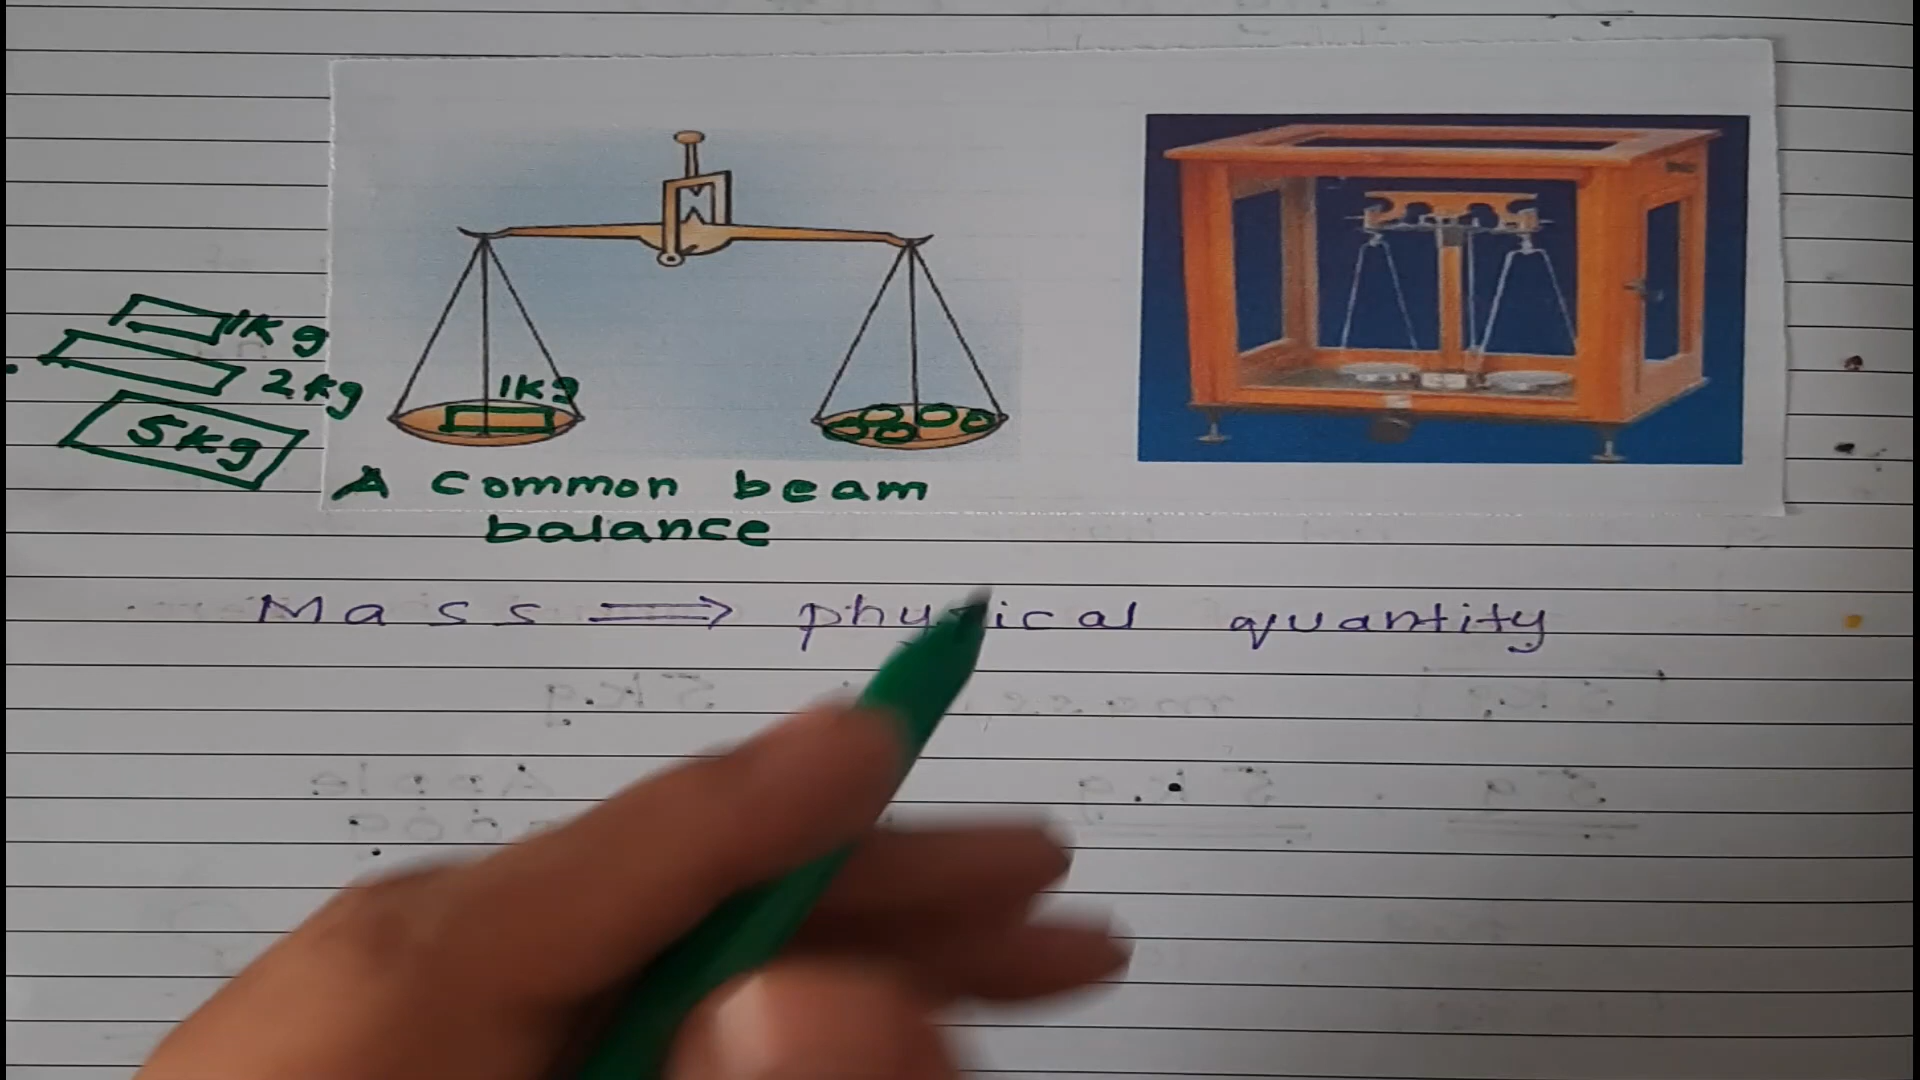 1kg
2kg
5kg
1kg
A common beam
balance
Mass ⟹ physical quantity